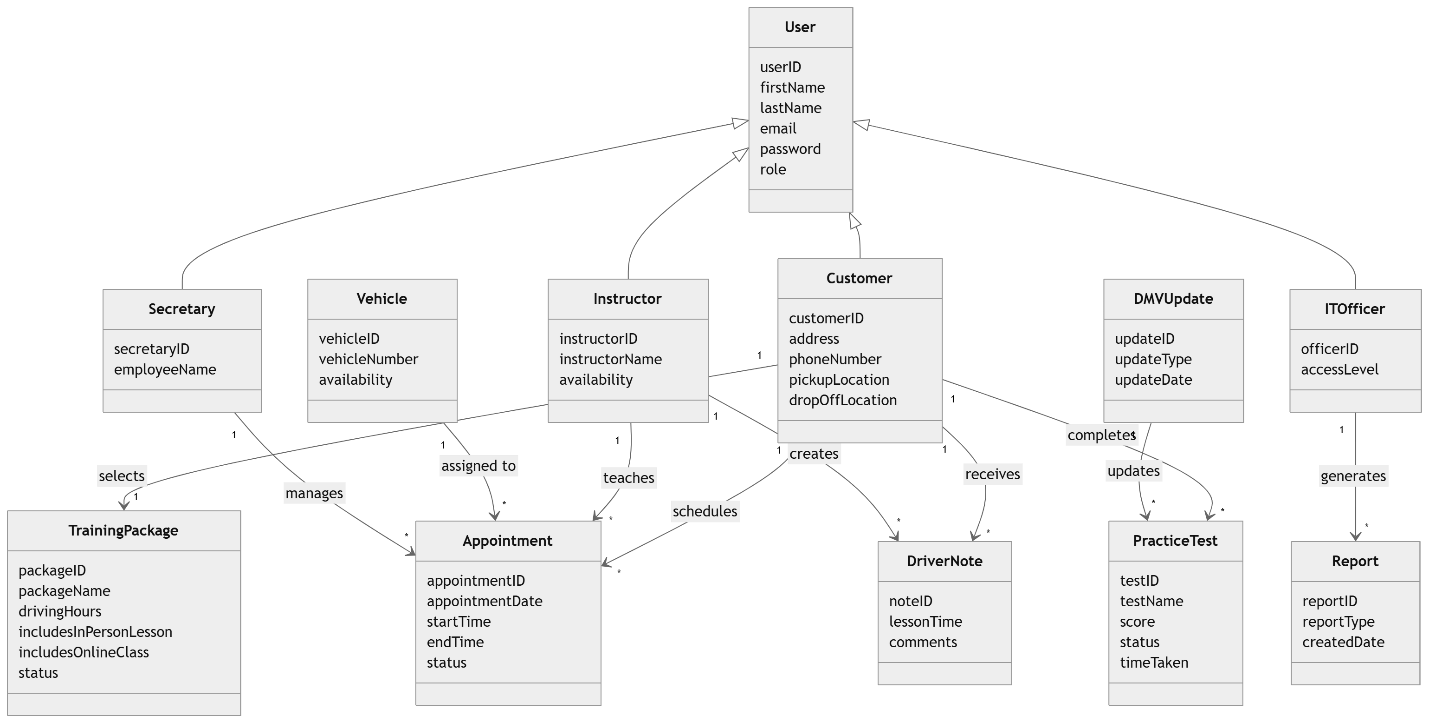 User
userID
firstName
lastName
email
password
role
Secretary
secretaryID
employeeName
Vehicle
vehicleID
vehicleNumber
availability
Instructor
instructorID
instructorName
availability
Customer
customerID
address
phoneNumber
pickupLocation
dropOffLocation
DMVUpdate
updateID
updateType
updateDate
ITOfficer
officerID
accessLevel
1
selects
1
1
manages
*
1
assigned to
*
1
teaches
*
1
schedules
*
1
creates
*
1
receives
*
1
completes
*
1
updates
*
1
generates
*
TrainingPackage
packageID
packageName
drivingHours
includesInPersonLesson
includesOnlineClass
status
Appointment
appointmentID
appointmentDate
startTime
endTime
status
DriverNote
noteID
lessonTime
comments
PracticeTest
testID
testName
score
status
timeTaken
Report
reportID
reportType
createdDate